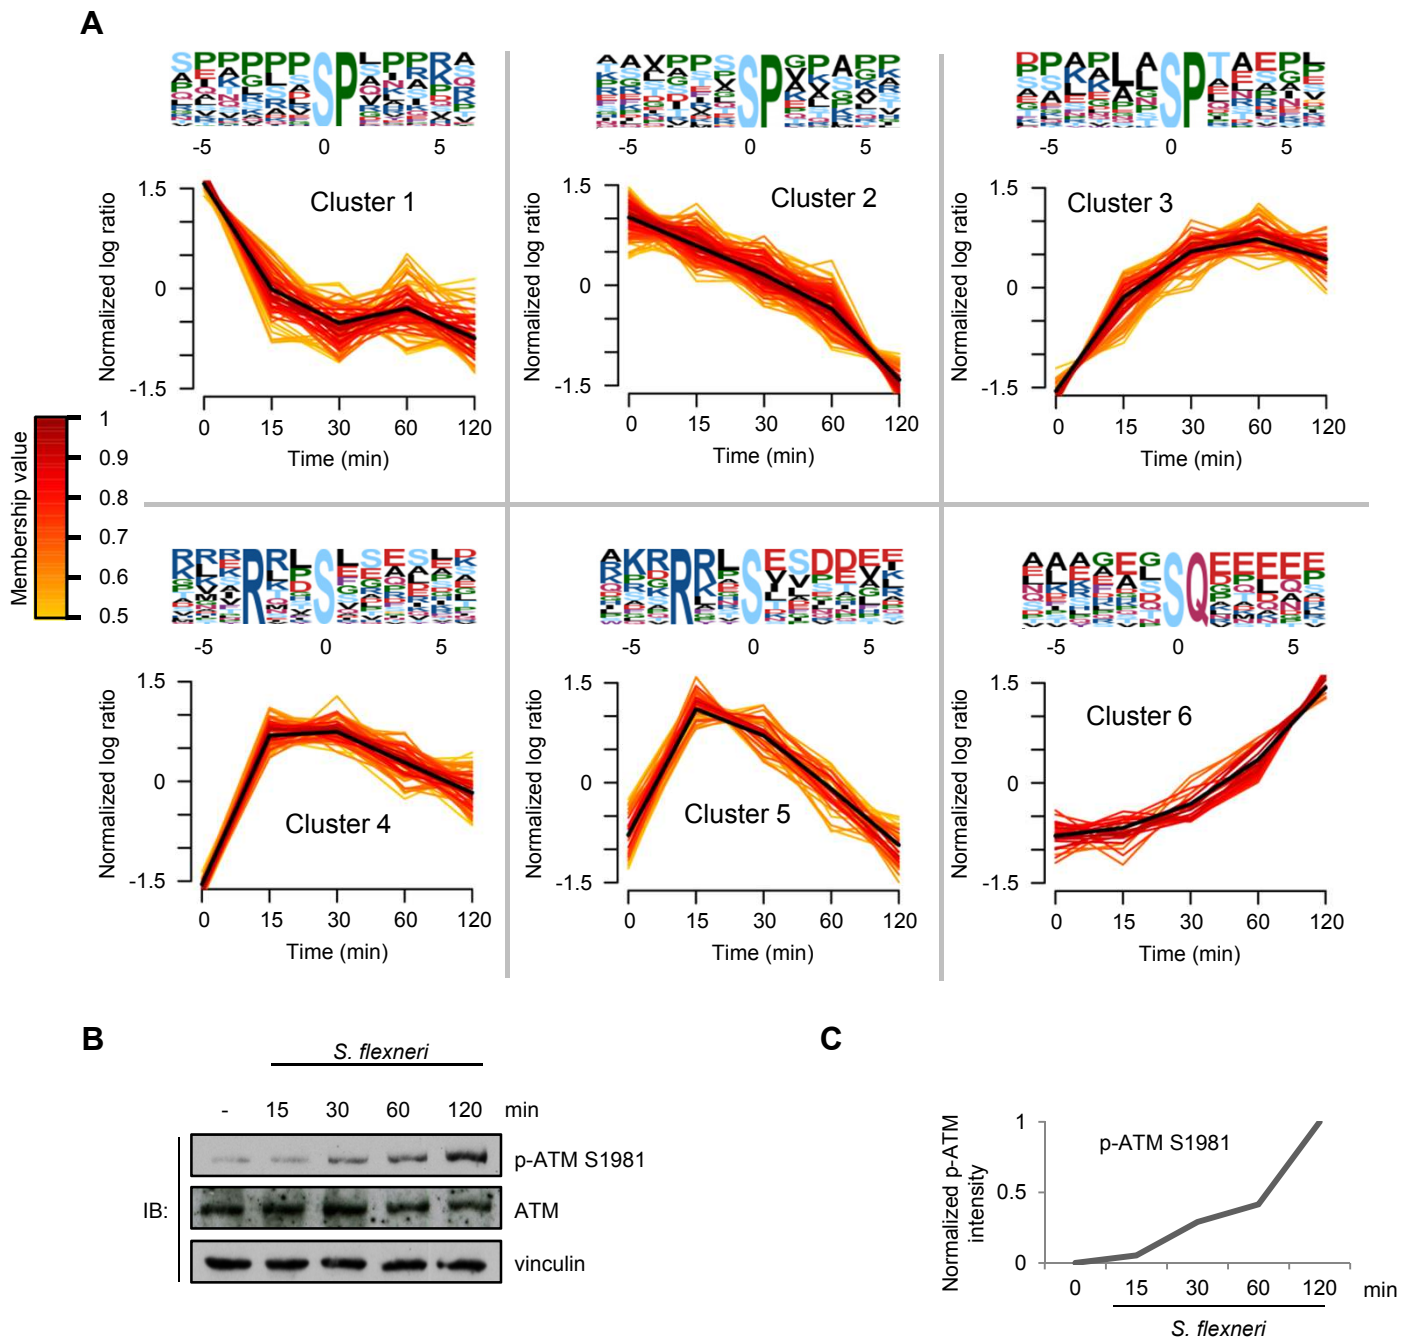 A
-5 0 5
-5 0 5
-5 0 5
Cluster 1
Normalized log ratio
1.5
0
-1.5
0 15 30 60 120
Time (min)
Cluster 2
Normalized log ratio
1.5
0
-1.5
0 15 30 60 120
Time (min)
Cluster 3
Normalized log ratio
1.5
0
-1.5
0 15 30 60 120
Time (min)
Membership value
1
0.9
0.8
0.7
0.6
0.5
-5 0 5
-5 0 5
-5 0 5
Cluster 4
Normalized log ratio
1.5
0
-1.5
0 15 30 60 120
Time (min)
Cluster 5
Normalized log ratio
1.5
0
-1.5
0 15 30 60 120
Time (min)
Cluster 6
Normalized log ratio
1.5
0
-1.5
0 15 30 60 120
Time (min)
B
S. flexneri
- 15 30 60 120 min
p-ATM S1981
IB:
ATM
vinculin
C
Normalized p-ATM
intensity
p-ATM S1981
1
0.5
0
0 15 30 60 120 min
S. flexneri